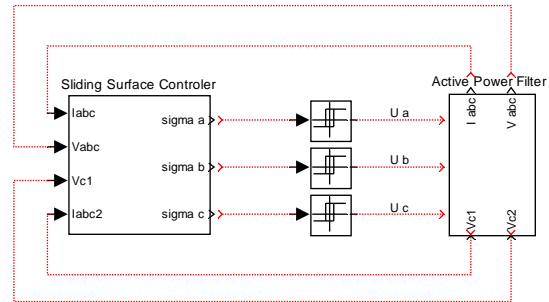 Sliding Surface Controler
Active Power Filter
Iabc
Vabc
Vc1
Iabc2
sigma a
sigma b
sigma c
U a
U b
U c
I abc
V abc
Vc1
Vc2